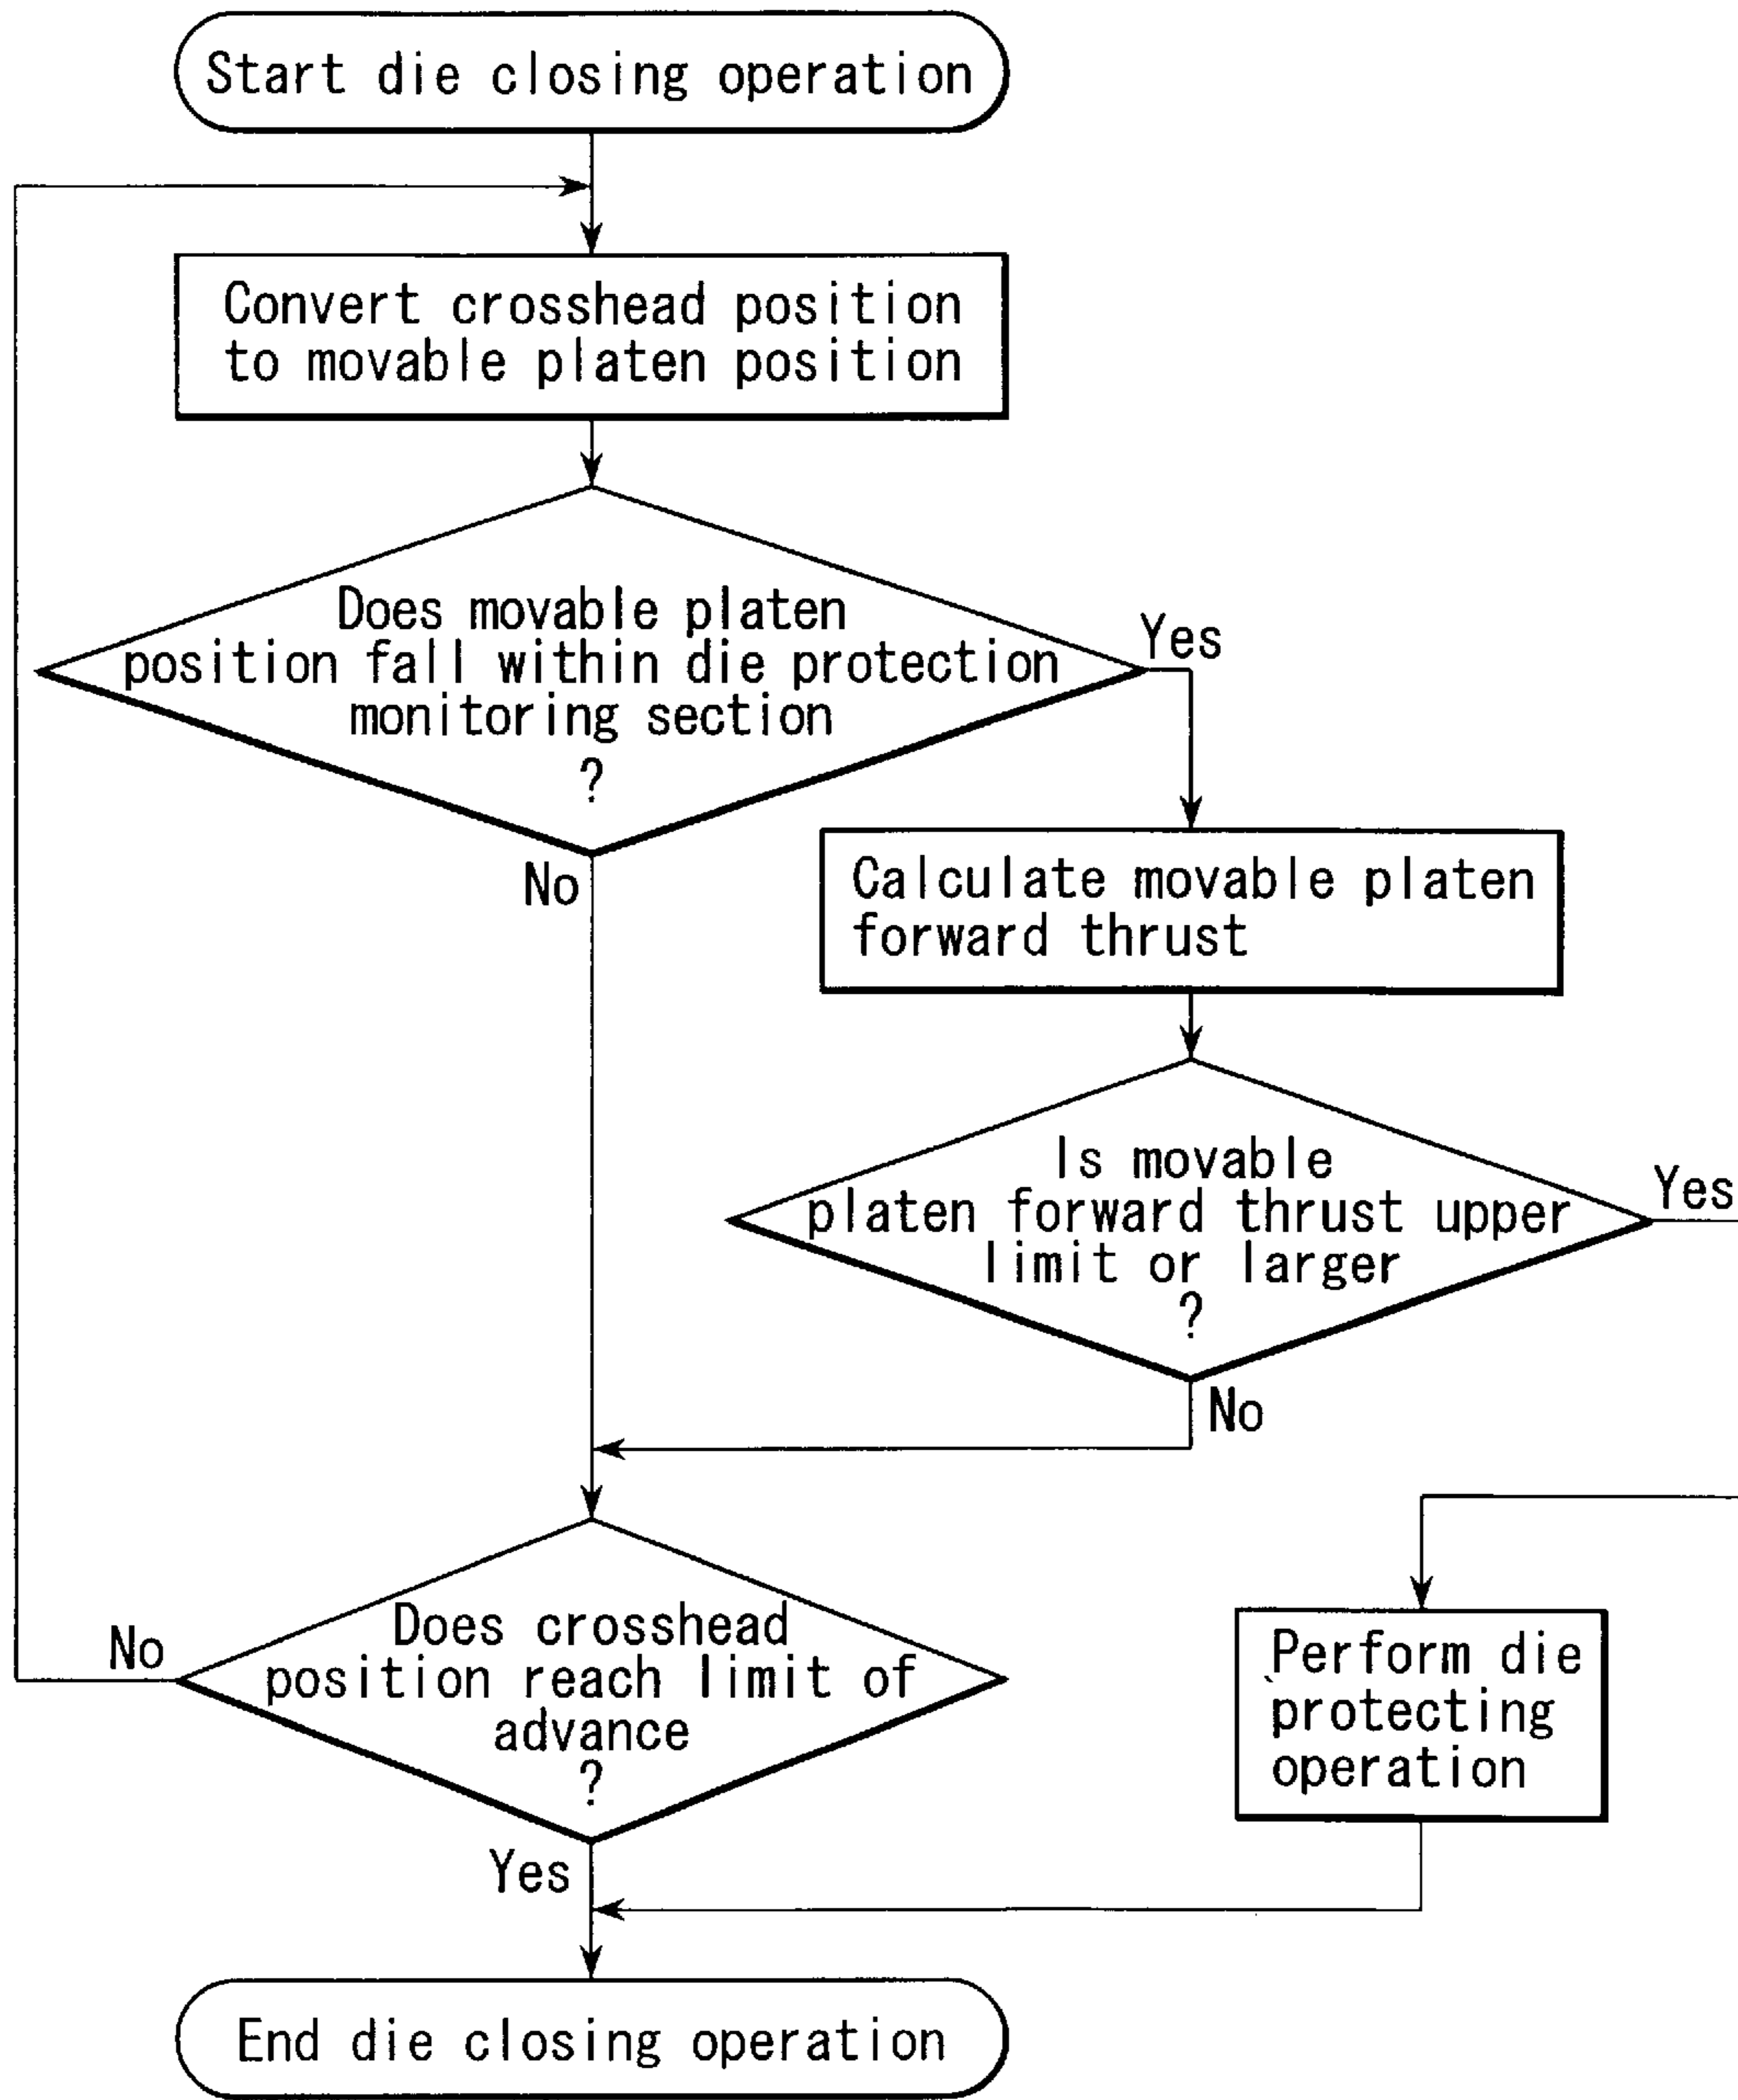 Start die closing operation
Convert crosshead position
to movable platen position
Does movable platen
position fall within die protection
monitoring section
?
Yes
No
Calculate movable platen
forward thrust
Is movable
platen forward thrust upper
limit or larger
?
Yes
No
Does crosshead
position reach limit of
advance
?
No
Yes
Perform die
protecting
operation
End die closing operation